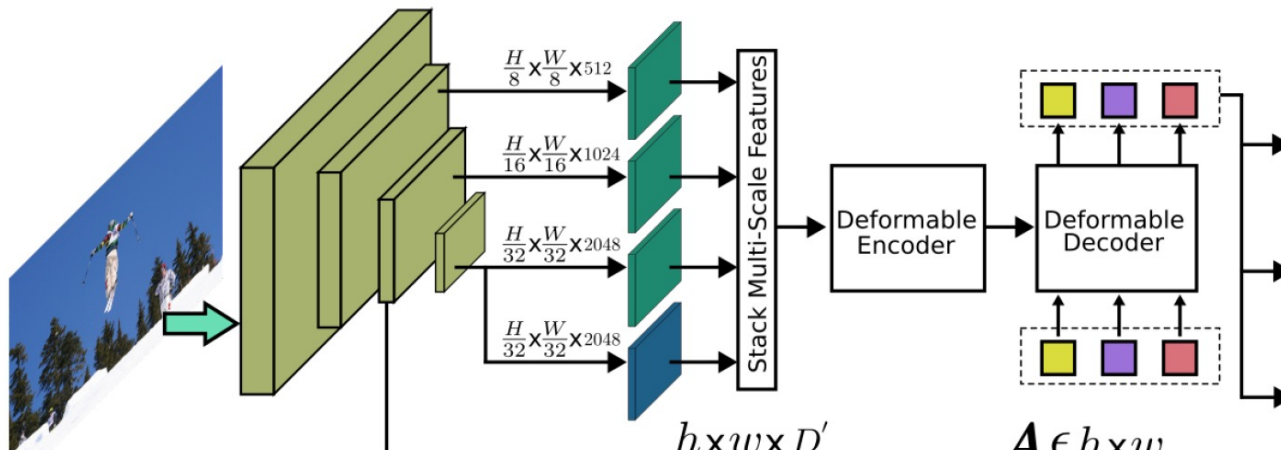 H/8 x W/8 x 512
H/16 x W/16 x 1024
H/32 x W/32 x 2048
H/32 x W/32 x 2048
Stack Multi-Scale Features
Deformable
Encoder
Deformable
Decoder
h x w x D′
A ϵ h x w